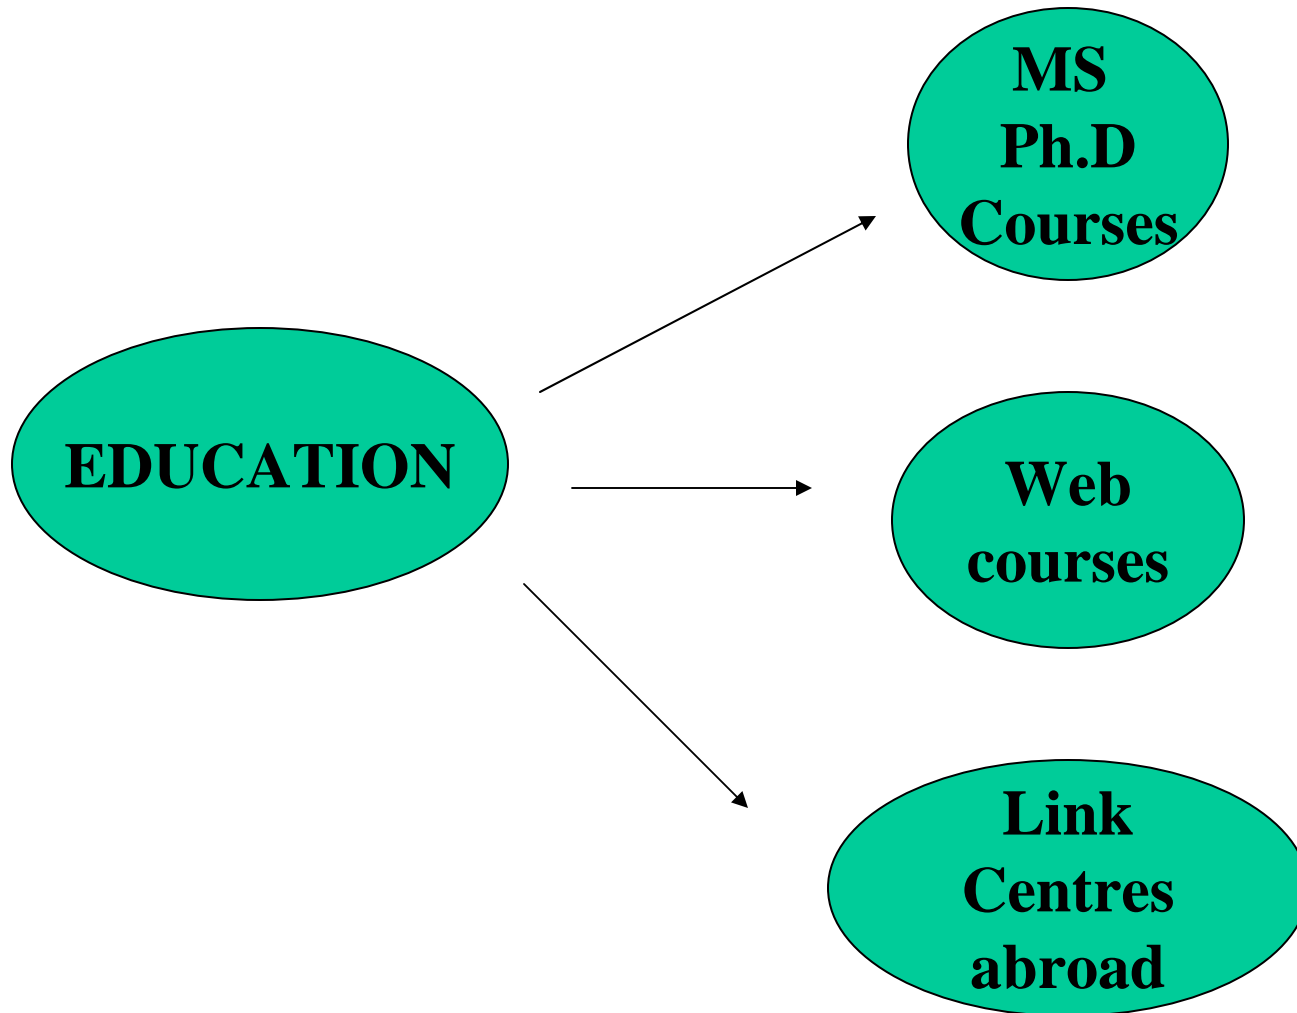 MS
Ph.D
Courses
EDUCATION
Web
courses
Link
Centres
abroad